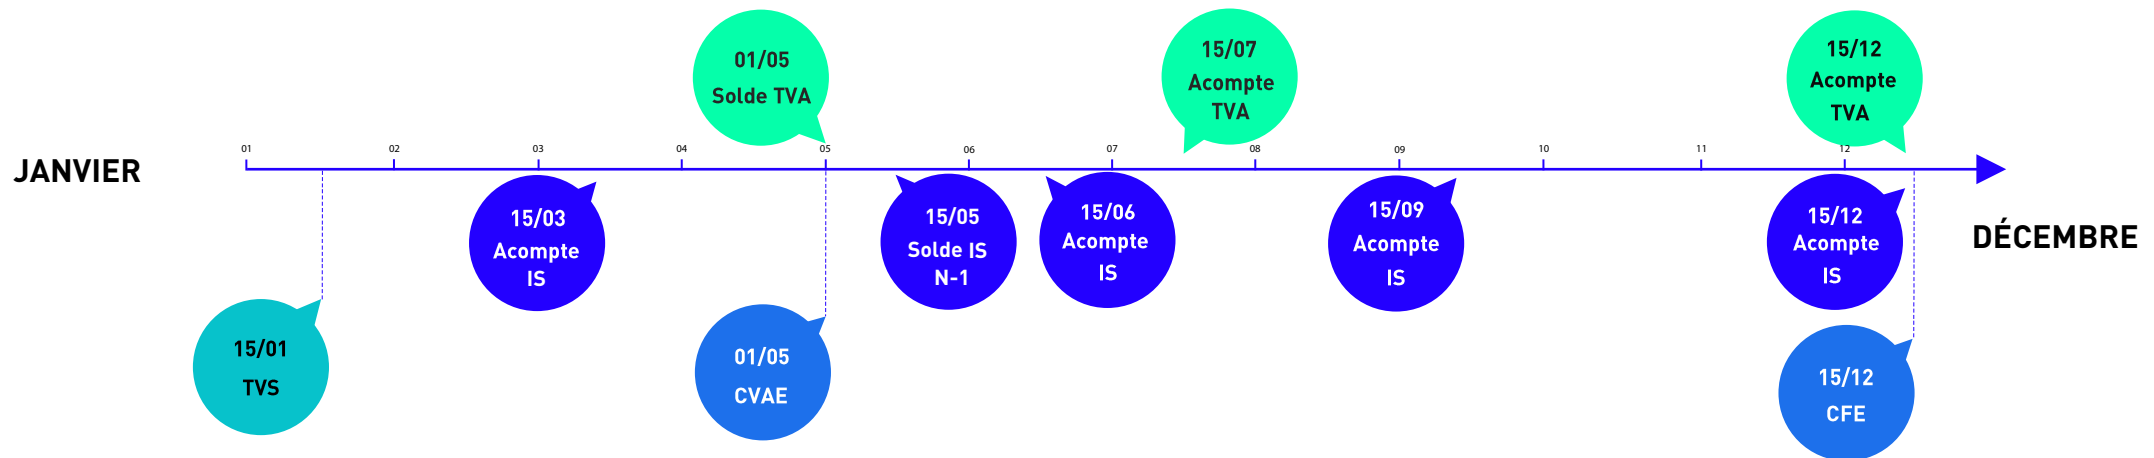 01/05
Solde TVA
15/07
Acompte
TVA
15/12
Acompte
TVA
JANVIER
01
02
03
04
05
06
07
08
09
10
11
12
DÉCEMBRE
15/03
Acompte
IS
15/05
Solde IS
N-1
15/06
Acompte
IS
15/09
Acompte
IS
15/12
Acompte
IS
15/01
TVS
01/05
CVAE
15/12
CFE